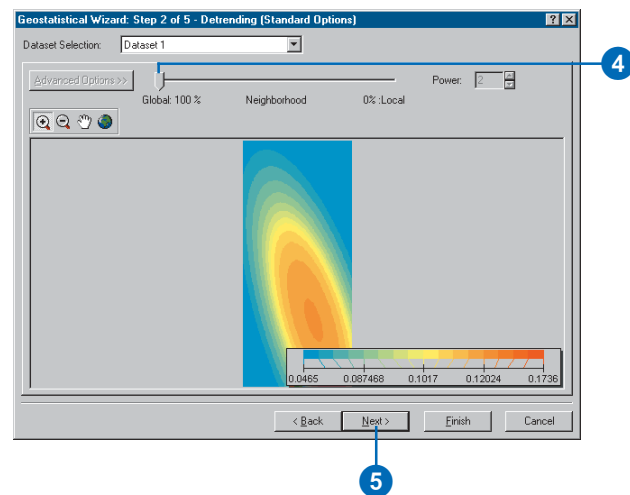 Geostatistical Wizard: Step 2 of 5 - Detrending (Standard Options)
Dataset Selection: Dataset 1
4
Advanced Options >> Power: 2
Global: 100 % Neighborhood 0% :Local
0.0465 0.087468 0.1017 0.12024 0.1736
< Back Next > Finish Cancel
5